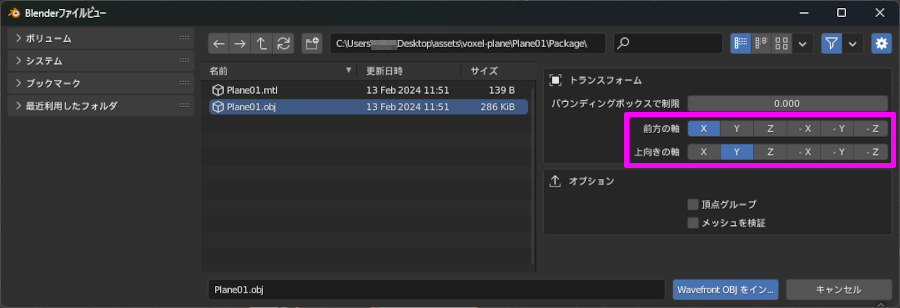 Blenderファイルビュー
ボリューム
システム
ブックマーク
最近利用したフォルダ
C:\Users\ Desktop\assets\voxel-plane\Plane01\Package\
名前 更新日時 サイズ
Plane01.mtl 13 Feb 2024 11:51 139 B
Plane01.obj 13 Feb 2024 11:51 286 KiB
トランスフォーム
バウンディングボックスで制限 0.000
前方の軸 X Y Z - X - Y - Z
上向きの軸 X Y Z - X - Y - Z
オプション
頂点グループ
メッシュを検証
Plane01.obj
Wavefront OBJ をイン... キャンセル